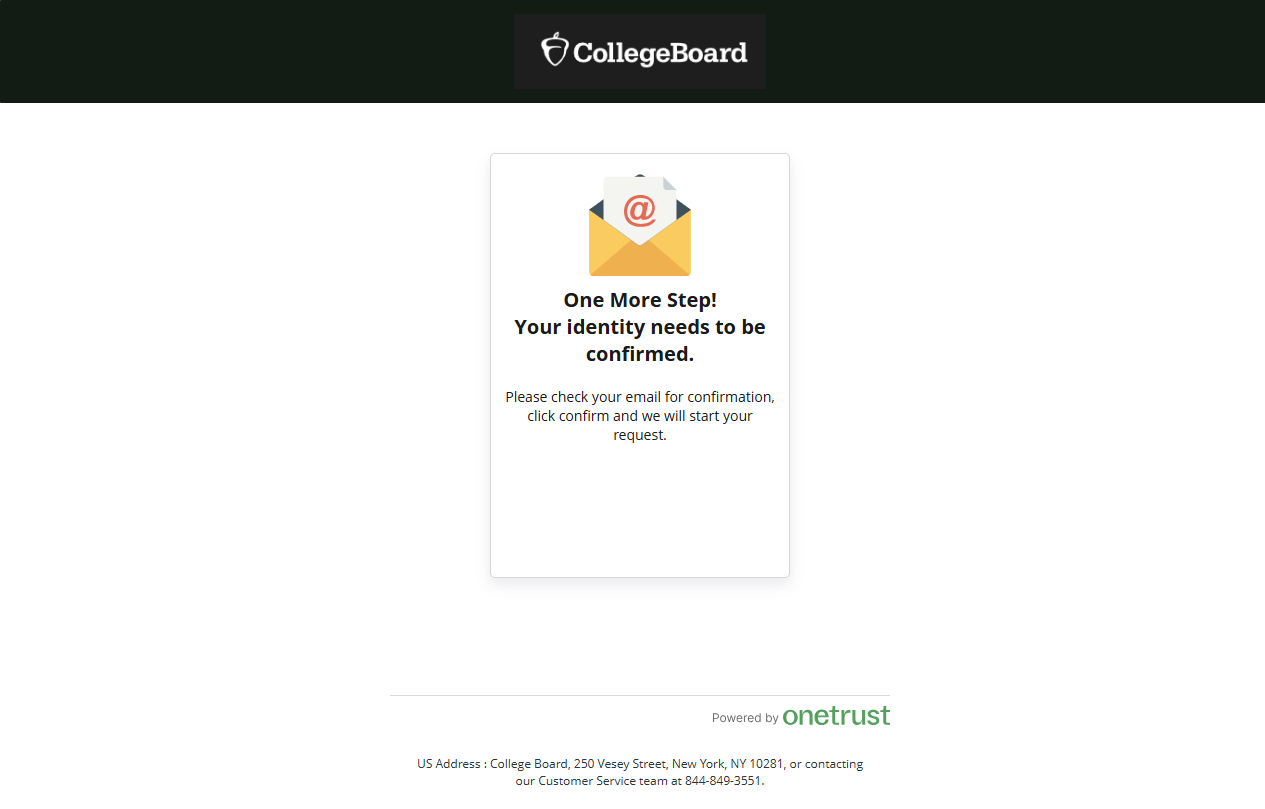 CollegeBoard
@
One More Step!
Your identity needs to be
confirmed.
Please check your email for confirmation,
click confirm and we will start your
request.
Powered by onetrust
US Address : College Board, 250 Vesey Street, New York, NY 10281, or contacting
our Customer Service team at 844-849-3551.